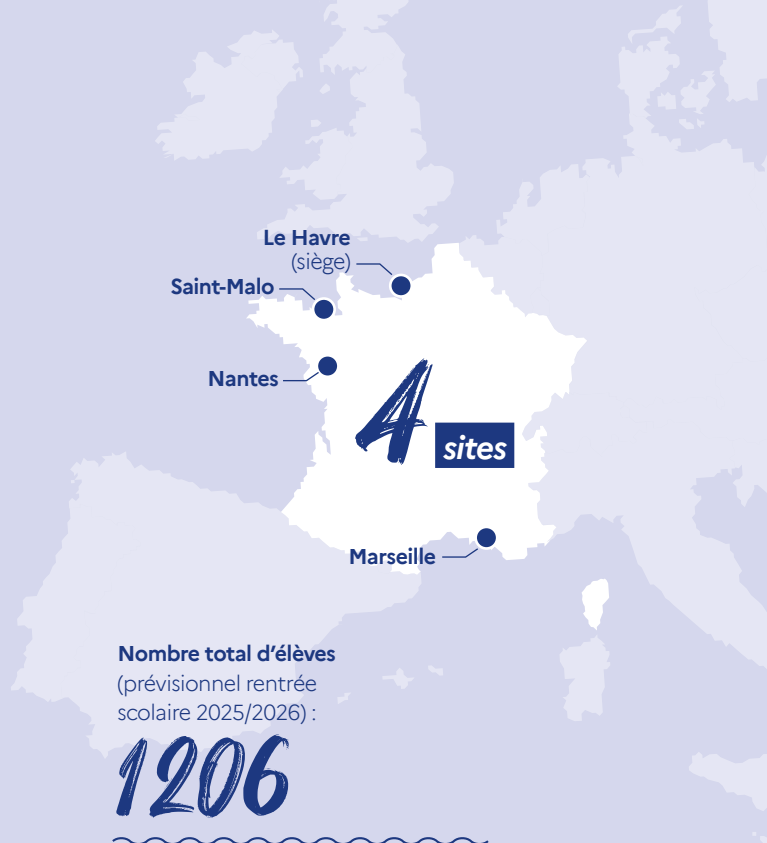 Le Havre
(siège)
Saint-Malo
Nantes
4 sites
Marseille
Nombre total d’élèves
(prévisionnel rentrée
scolaire 2025/2026) :
1206